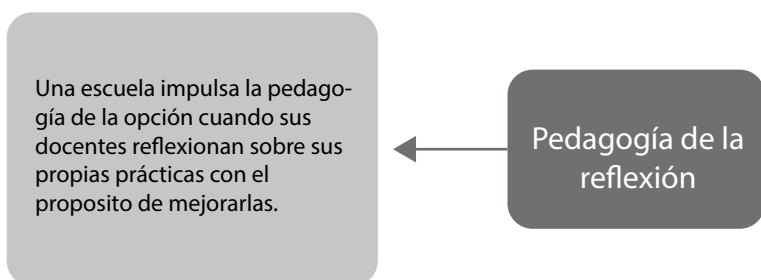 Una escuela impulsa la pedago-
gía de la opción cuando sus
docentes reflexionan sobre sus
propias prácticas con el
proposito de mejorarlas.
Pedagogía de la
reflexión